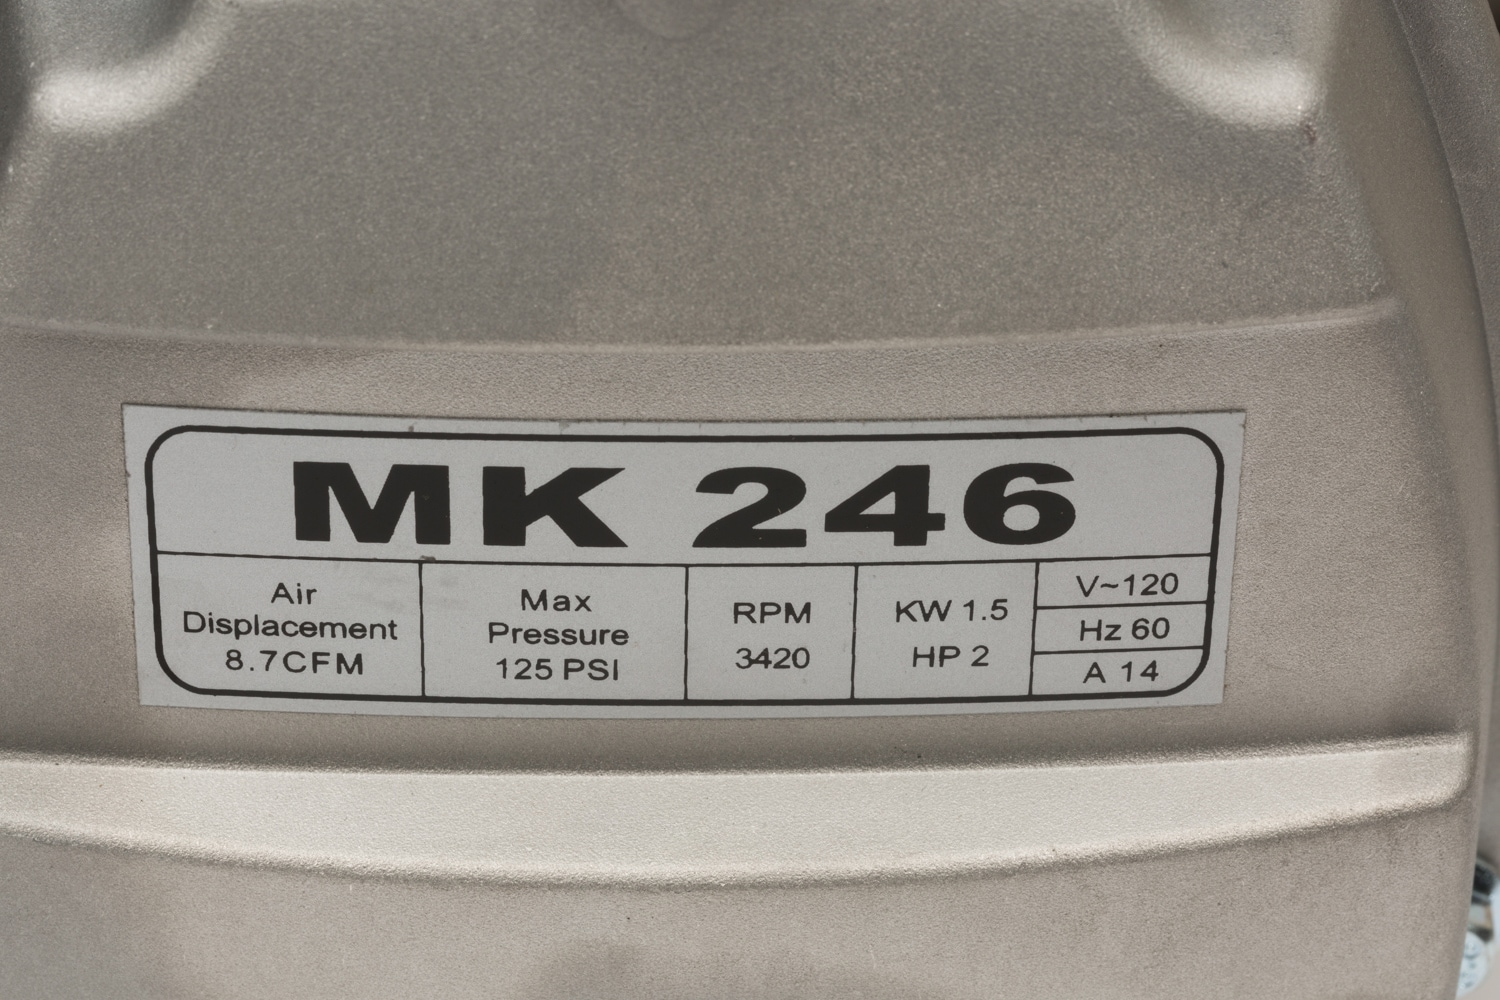 MK 246
Air
Displacement
8.7CFM
Max
Pressure
125 PSI
RPM
3420
KW 1.5
HP 2
V~120
Hz 60
A 14